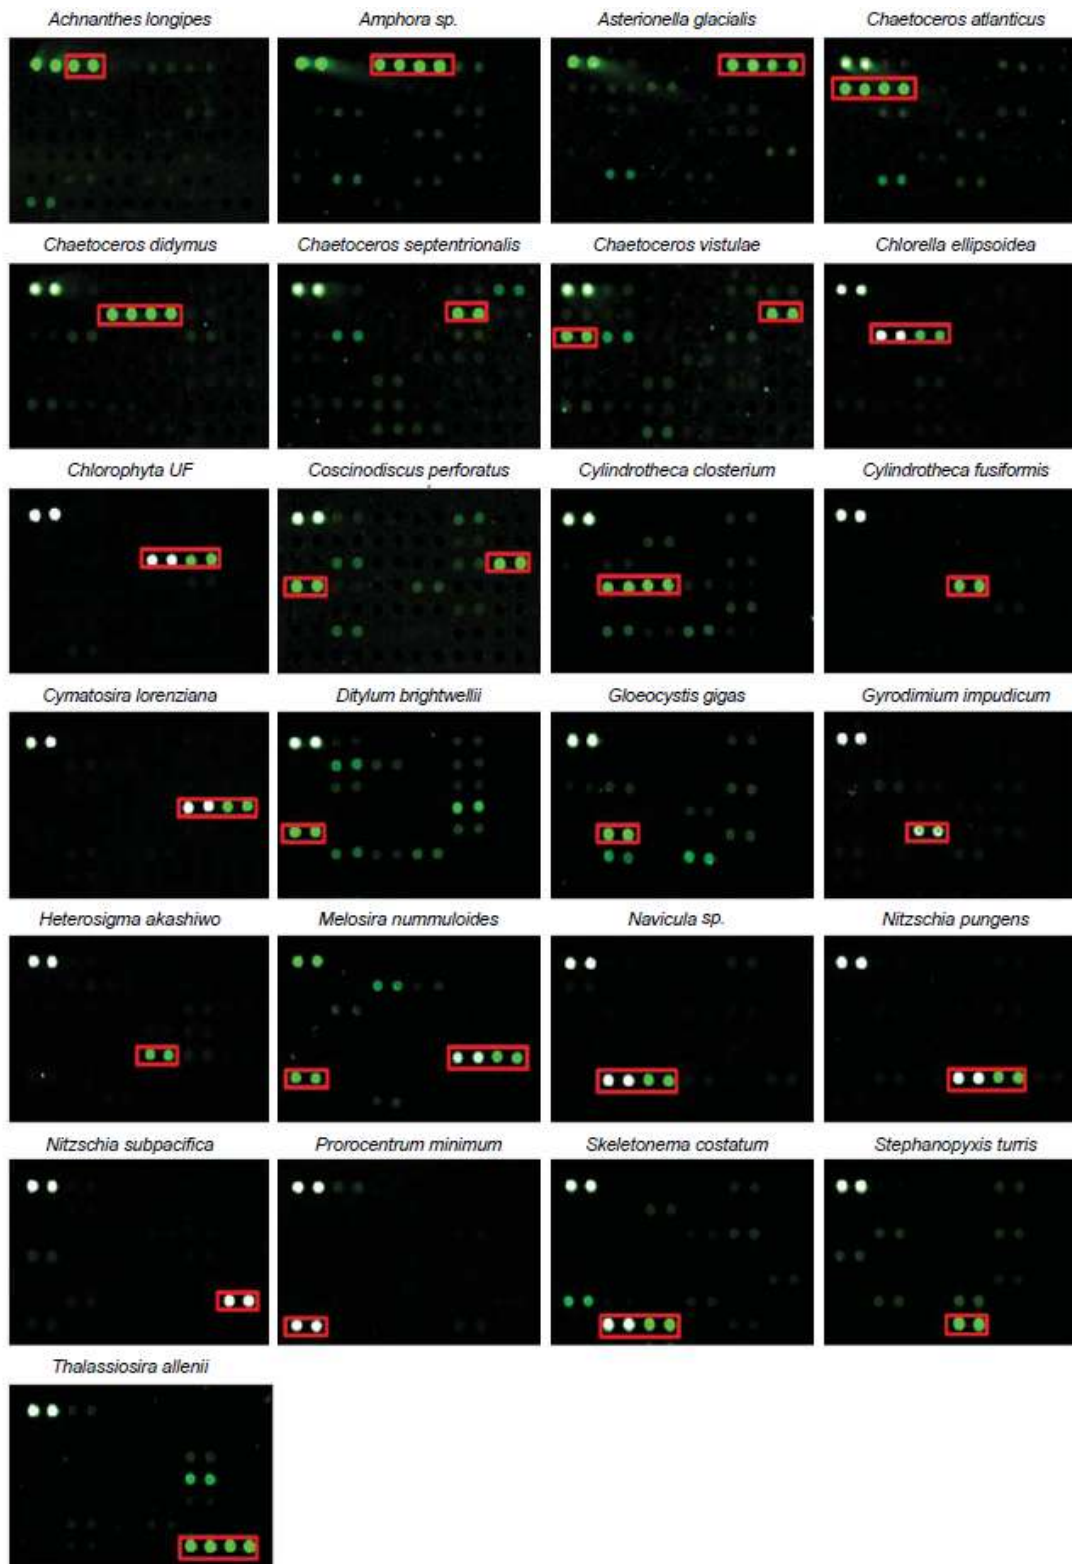 Achnanthes longipes
Amphora sp.
Asterionella glacialis
Chaetoceros atlanticus
Chaetoceros didymus
Chaetoceros septentrionalis
Chaetoceros vistulae
Chlorella ellipsoidea
Chlorophyta UF
Coscinodiscus perforatus
Cylindrotheca closterium
Cylindrotheca fusiformis
Cymatosira lorenziana
Ditylum brightwellii
Gloeocystis gigas
Gyrodimium impudicum
Heterosigma akashiwo
Melosira nummuloides
Navicula sp.
Nitzschia pungens
Nitzschia subpacifica
Prorocentrum minimum
Skeletonema costatum
Stephanopyxis turris
Thalassiosira allenii